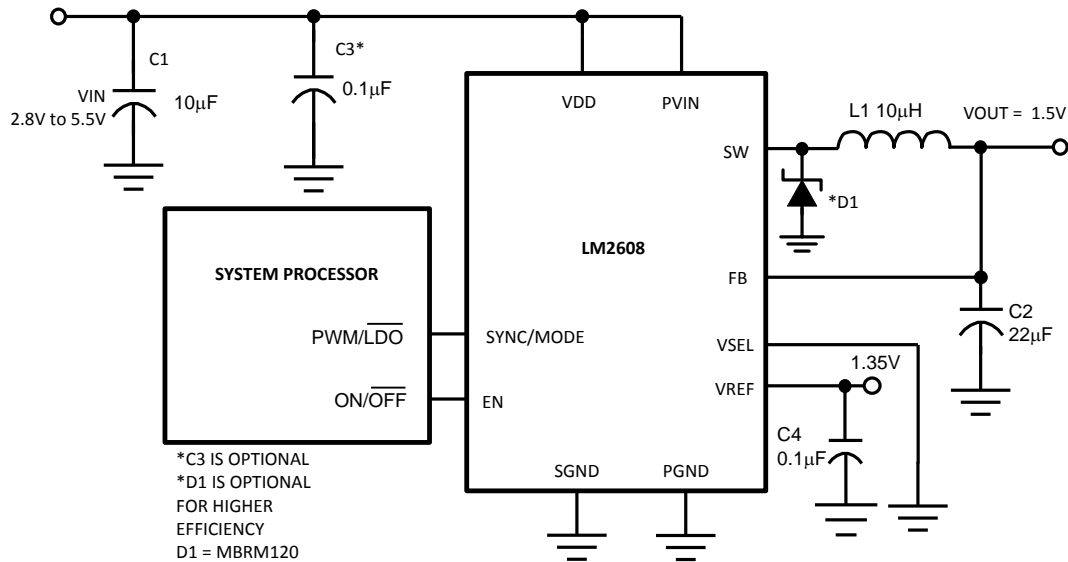 C1
VIN
2.8V to 5.5V
10μF
C3*
0.1μF
VDD
PVIN
L1 10μH
VOUT = 1.5V
SW
*D1
LM2608
SYSTEM PROCESSOR
FB
C2
22μF
PWM/L̅D̅O̅
SYNC/MODE
VSEL
1.35V
VREF
ON/O̅F̅F̅
EN
C4
0.1μF
*C3 IS OPTIONAL
*D1 IS OPTIONAL
FOR HIGHER
EFFICIENCY
D1 = MBRM120
SGND
PGND